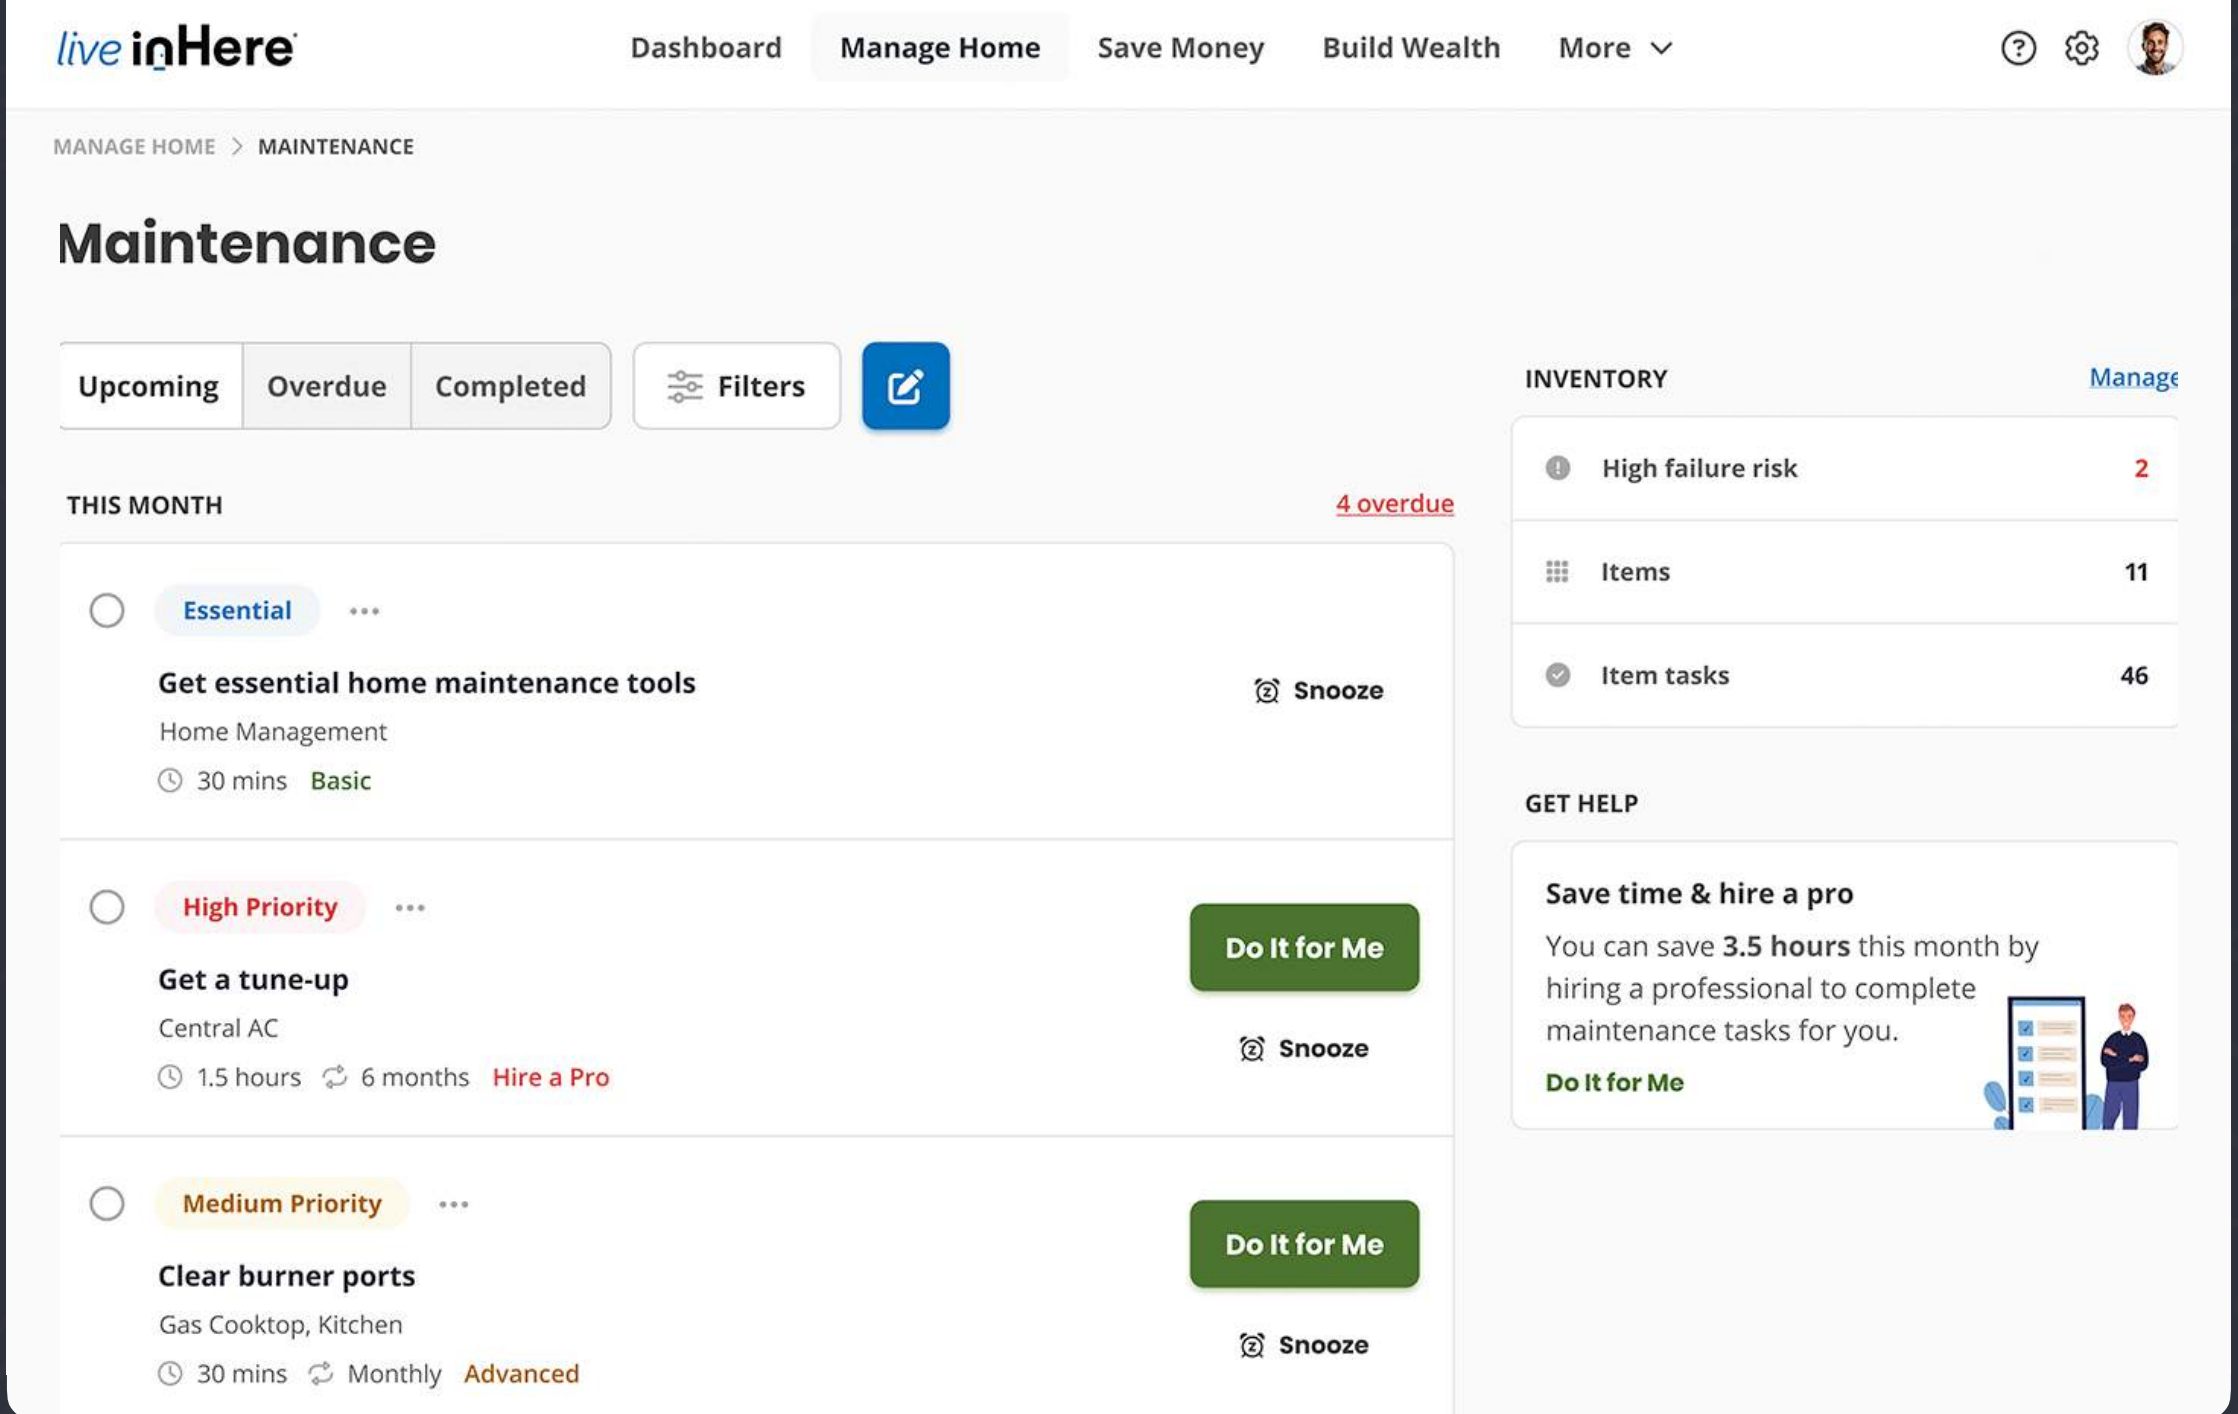 live inHere
Dashboard
Manage Home
Save Money
Build Wealth
More
MANAGE HOME > MAINTENANCE
Maintenance
Upcoming
Overdue
Completed
Filters
THIS MONTH
4 overdue
Essential
Get essential home maintenance tools
Home Management
30 mins Basic
Snooze
High Priority
Get a tune-up
Central AC
1.5 hours 6 months Hire a Pro
Do It for Me
Snooze
Medium Priority
Clear burner ports
Gas Cooktop, Kitchen
30 mins Monthly Advanced
Do It for Me
Snooze
INVENTORY
Manage
High failure risk 2
Items 11
Item tasks 46
GET HELP
Save time & hire a pro
You can save 3.5 hours this month by
hiring a professional to complete
maintenance tasks for you.
Do It for Me